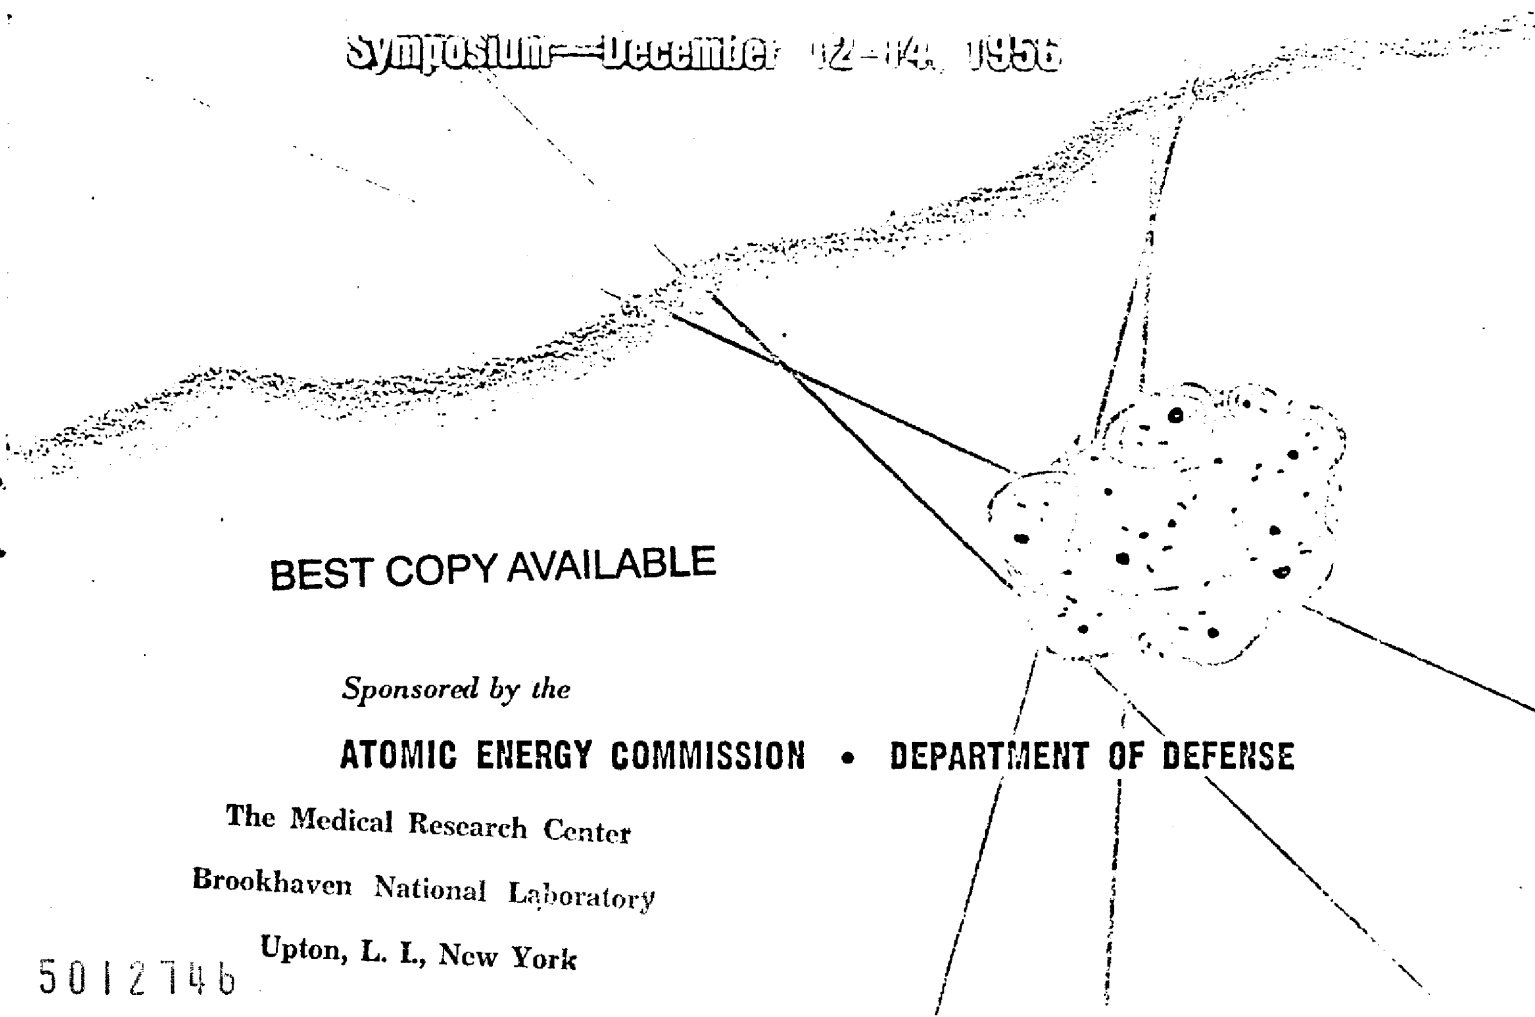 Symposium—December 12-14, 1956
BEST COPY AVAILABLE
Sponsored by the
ATOMIC ENERGY COMMISSION • DEPARTMENT OF DEFENSE
The Medical Research Center
Brookhaven National Laboratory
Upton, L. I., New York
5012746